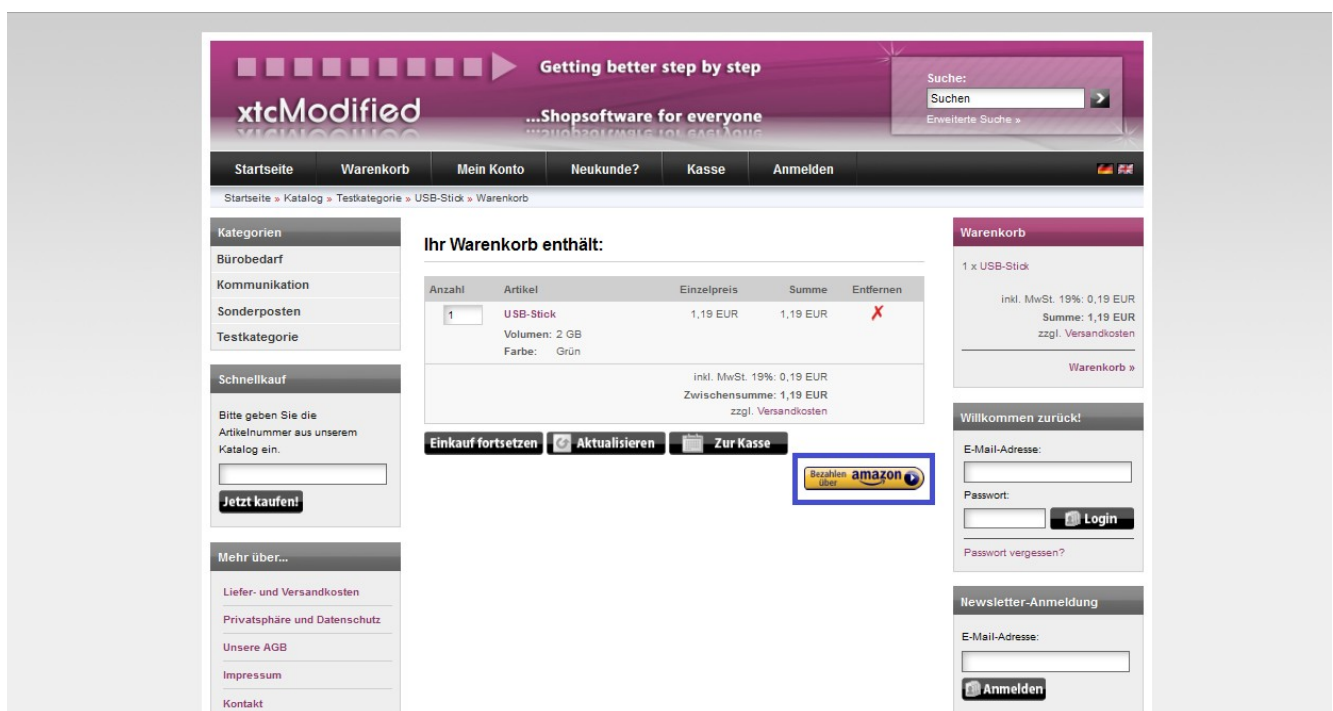 Getting better step by step
xtcModified
...Shopsoftware for everyone
Suche:
Suchen
Erweiterte Suche »
Startseite Warenkorb Mein Konto Neukunde? Kasse Anmelden
Startseite » Katalog » Testkategorie » USB-Stick » Warenkorb
Kategorien
Bürobedarf
Kommunikation
Sonderposten
Testkategorie
Schnellkauf
Bitte geben Sie die
Artikelnummer aus unserem
Katalog ein.
Jetzt kaufen!
Mehr über...
Liefer- und Versandkosten
Privatsphäre und Datenschutz
Unsere AGB
Impressum
Kontakt
Ihr Warenkorb enthält:
Anzahl Artikel Einzelpreis Summe Entfernen
1 USB-Stick 1,19 EUR 1,19 EUR
Volumen: 2 GB
Farbe: Grün
inkl. MwSt. 19%: 0,19 EUR
Zwischensumme: 1,19 EUR
zzgl. Versandkosten
Einkauf fortsetzen Aktualisieren Zur Kasse
Bezahlen über amazon
Warenkorb
1 x USB-Stick
inkl. MwSt. 19%: 0,19 EUR
Summe: 1,19 EUR
zzgl. Versandkosten
Warenkorb »
Willkommen zurück!
E-Mail-Adresse:
Passwort:
Login
Passwort vergessen?
Newsletter-Anmeldung
E-Mail-Adresse:
Anmelden